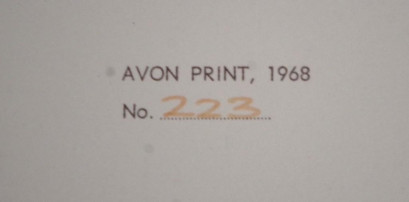 AVON PRINT, 1968
No. 223